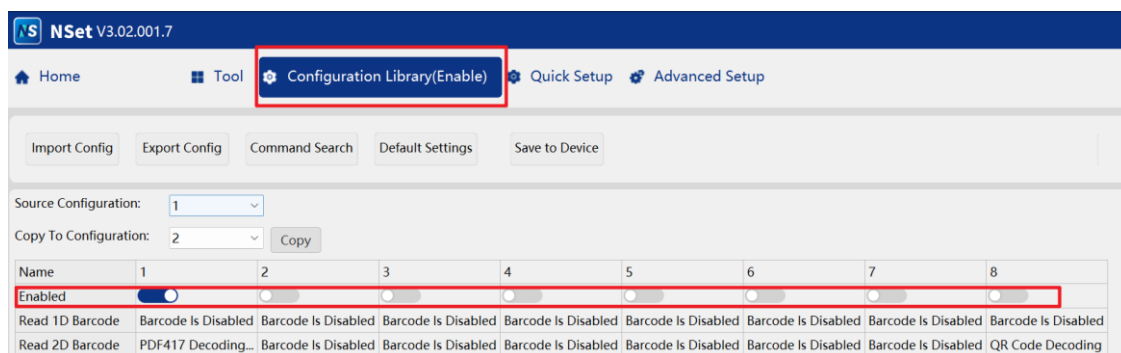 NS NSet V3.02.001.7
Home Tool Configuration Library(Enable) Quick Setup Advanced Setup
Import Config Export Config Command Search Default Settings Save to Device
Source Configuration: 1
Copy To Configuration: 2 Copy
Name 1 2 3 4 5 6 7 8
Enabled
Read 1D Barcode Barcode Is Disabled Barcode Is Disabled Barcode Is Disabled Barcode Is Disabled Barcode Is Disabled Barcode Is Disabled Barcode Is Disabled Barcode Is Disabled
Read 2D Barcode PDF417 Decoding... Barcode Is Disabled Barcode Is Disabled Barcode Is Disabled Barcode Is Disabled Barcode Is Disabled Barcode Is Disabled QR Code Decoding